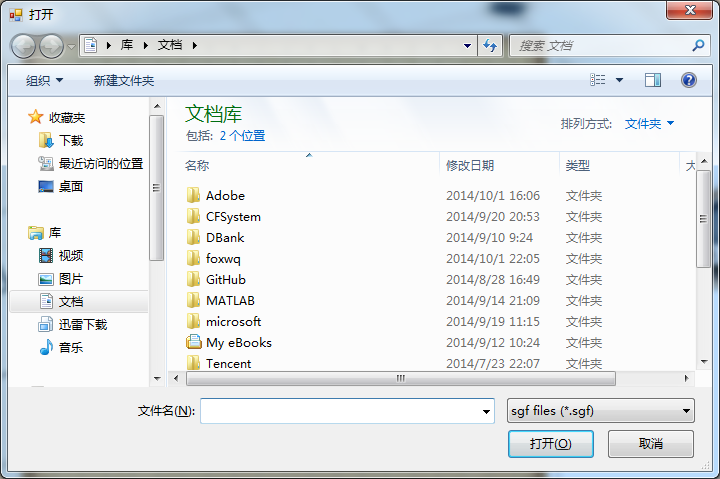 打开
库 文档
搜索 文档
组织 新建文件夹
收藏夹
下载
最近访问的位置
桌面
库
视频
图片
文档
迅雷下载
音乐
文档库
包括: 2 个位置
排列方式: 文件夹
名称 修改日期 类型 大
Adobe 2014/10/1 16:06 文件夹
CFSystem 2014/9/20 20:53 文件夹
DBank 2014/9/10 9:24 文件夹
foxwq 2014/10/1 22:05 文件夹
GitHub 2014/8/28 16:49 文件夹
MATLAB 2014/9/14 21:09 文件夹
microsoft 2014/9/19 11:15 文件夹
My eBooks 2014/9/12 10:24 文件夹
Tencent 2014/7/23 22:07 文件夹
文件名(N): sgf files (*.sgf)
打开(O) 取消